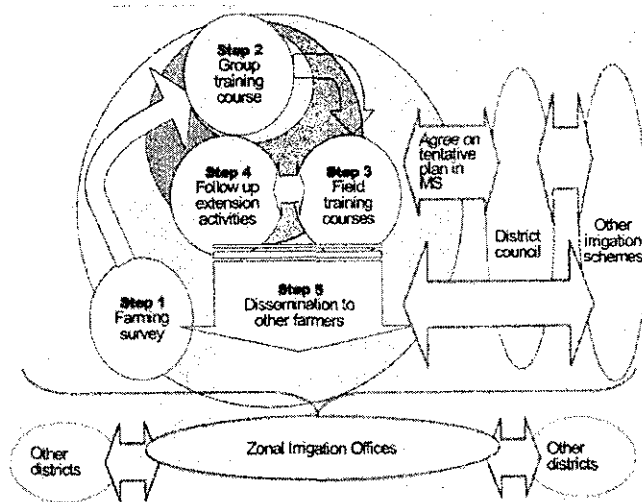 Step 2
Group
training
course
Step 4
Follow up
extension
activities
Step 3
Field
training
courses
Agree on
tentative
plan in
MS
District
council
Other
irrigation
schemes
Step 1
Farming
survey
Step 5
Dissemination to
other farmers
Other
districts
Zonal Irrigation Offices
Other
districts